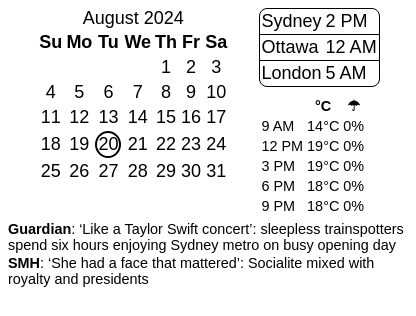 August 2024
Su Mo Tu We Th Fr Sa
1 2 3
4 5 6 7 8 9 10
11 12 13 14 15 16 17
18 19 20 21 22 23 24
25 26 27 28 29 30 31
Sydney 2 PM
Ottawa 12 AM
London 5 AM
°C ☂
9 AM 14°C 0%
12 PM 19°C 0%
3 PM 19°C 0%
6 PM 18°C 0%
9 PM 18°C 0%
Guardian: ‘Like a Taylor Swift concert’: sleepless trainspotters
spend six hours enjoying Sydney metro on busy opening day
SMH: ‘She had a face that mattered’: Socialite mixed with
royalty and presidents